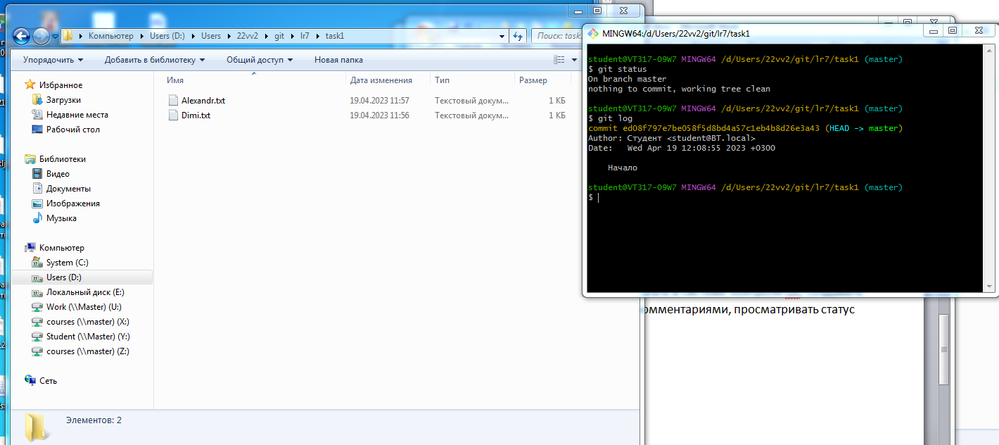 Компьютер Users (D:) Users 22vv2 git lr7 task1
Поиск: task
Упорядочить Добавить в библиотеку Общий доступ Новая папка
Имя Дата изменения Тип Размер
Alexandr.txt 19.04.2023 11:57 Текстовый докум... 1 КБ
Dimi.txt 19.04.2023 11:56 Текстовый докум... 1 КБ
Избранное
Загрузки
Недавние места
Рабочий стол
Библиотеки
Видео
Документы
Изображения
Музыка
Компьютер
System (C:)
Users (D:)
Локальный диск (E:)
Work (\\Master) (U:)
courses (\\master) (X:)
Student (\\Master) (Y:)
courses (\\master) (Z:)
Сеть
Элементов: 2
MINGW64:/d/Users/22vv2/git/lr7/task1
student@VT317-09W7 MINGW64 /d/Users/22vv2/git/lr7/task1 (master)
$ git status
On branch master
nothing to commit, working tree clean
student@VT317-09W7 MINGW64 /d/Users/22vv2/git/lr7/task1 (master)
$ git log
commit ed08f797e7be058f5d8bd4a57c1eb4b8d26e3a43 (HEAD -> master)
Author: Студент <student@BT.local>
Date:   Wed Apr 19 12:08:55 2023 +0300
Начало
student@VT317-09W7 MINGW64 /d/Users/22vv2/git/lr7/task1 (master)
$
омментариями, просматривать статус